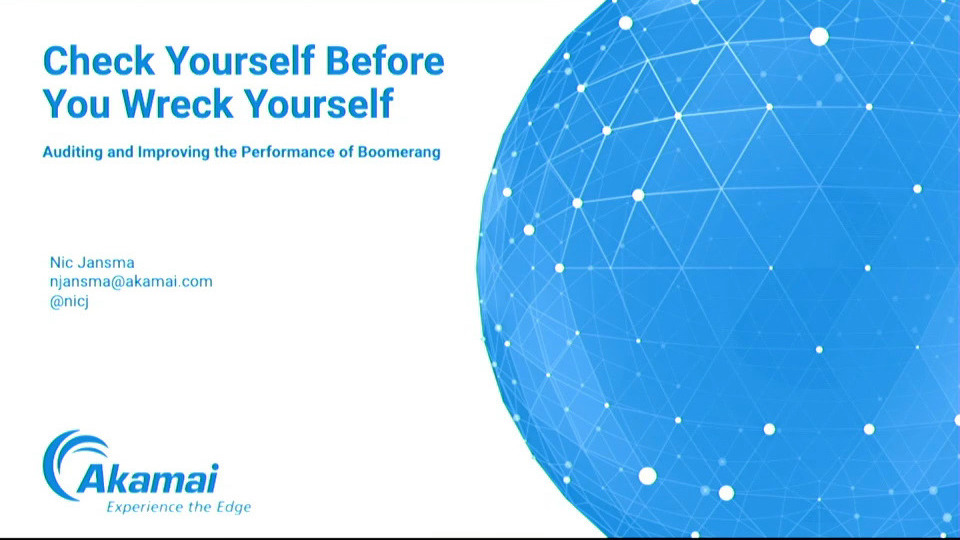 Check Yourself Before
You Wreck Yourself
Auditing and Improving the Performance of Boomerang
Nic Jansma
njansma@akamai.com
@nicj
Akamai
Experience the Edge